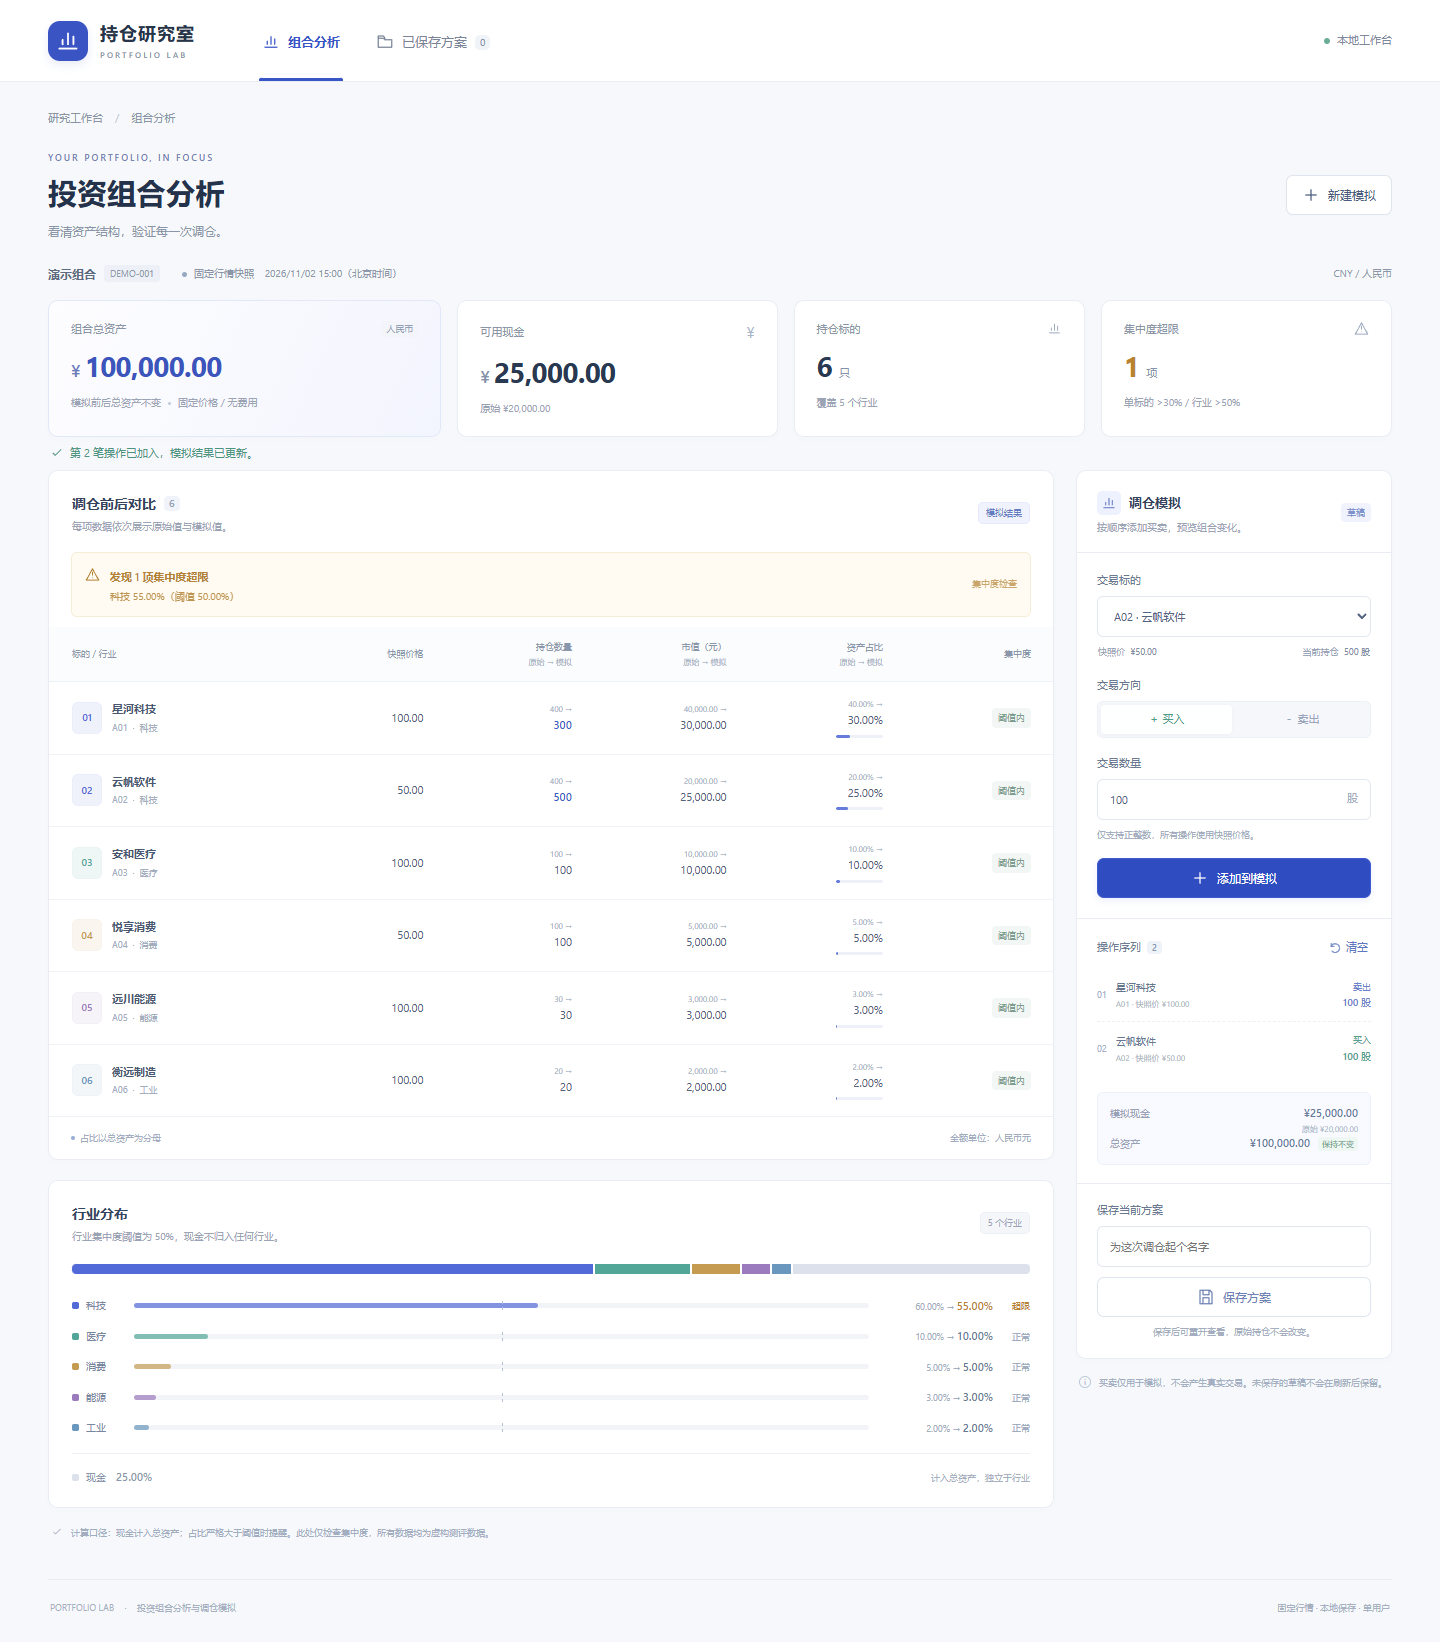 持仓研究室
PORTFOLIO LAB
组合分析
已保存方案 0
本地工作台
研究工作台 / 组合分析
YOUR PORTFOLIO, IN FOCUS
投资组合分析
看清资产结构，验证每一次调仓。
+ 新建模拟
演示组合 DEMO-001 • 固定行情快照 2026/11/02 15:00（北京时间）
CNY / 人民币
组合总资产 人民币
¥ 100,000.00
模拟前后总资产不变 • 固定价格 / 无费用
可用现金 ¥
¥ 25,000.00
原始 ¥20,000.00
持仓标的
6 只
覆盖 5 个行业
集中度超限
1 项
单标的 >30% / 行业 >50%
第 2 笔操作已加入，模拟结果已更新。
调仓前后对比 6
每项数据依次展示原始值与模拟值。
模拟结果
发现 1 项集中度超限
科技 55.00%（阈值 50.00%）
集中度检查
标的 / 行业 快照价格 持仓数量 市值（元） 资产占比 集中度
原始 → 模拟 原始 → 模拟 原始 → 模拟
01 星河科技 A01 · 科技 100.00 400 → 300 40,000.00 → 30,000.00 40.00% → 30.00% 阈值内
02 云帆软件 A02 · 科技 50.00 400 → 500 20,000.00 → 25,000.00 20.00% → 25.00% 阈值内
03 安和医疗 A03 · 医疗 100.00 100 → 100 10,000.00 → 10,000.00 10.00% → 10.00% 阈值内
04 悦享消费 A04 · 消费 50.00 100 → 100 5,000.00 → 5,000.00 5.00% → 5.00% 阈值内
05 远川能源 A05 · 能源 100.00 30 → 30 3,000.00 → 3,000.00 3.00% → 3.00% 阈值内
06 衡远制造 A06 · 工业 100.00 20 → 20 2,000.00 → 2,000.00 2.00% → 2.00% 阈值内
• 占比以总资产为分母
金额单位：人民币元
行业分布
行业集中度阈值为 50%，现金不归入任何行业。
5 个行业
科技 60.00% → 55.00% 超限
医疗 10.00% → 10.00% 正常
消费 5.00% → 5.00% 正常
能源 3.00% → 3.00% 正常
工业 2.00% → 2.00% 正常
现金 25.00%
计入总资产，独立于行业
计算口径：现金计入总资产；占比严格大于阈值时提醒。此处仅检查集中度，所有数据均为虚构测评数据。
调仓模拟
按顺序添加买卖，预览组合变化。
草稿
交易标的
A02 · 云帆软件
快照价 ¥50.00 当前持仓 500 股
交易方向
+ 买入 - 卖出
交易数量
100 股
仅支持正整数，所有操作使用快照价格。
+ 添加到模拟
操作序列 2 清空
01 星河科技 卖出
A01 · 快照价 ¥100.00 100 股
02 云帆软件 买入
A02 · 快照价 ¥50.00 100 股
模拟现金 ¥25,000.00
原始 ¥20,000.00
总资产 ¥100,000.00 保持不变
保存当前方案
为这次调仓起个名字
保存方案
保存后可重开查看，原始持仓不会改变。
买卖仅用于模拟，不会产生真实交易。未保存的草稿不会在刷新后保留。
PORTFOLIO LAB · 投资组合分析与调仓模拟
固定行情 · 本地保存 · 单用户